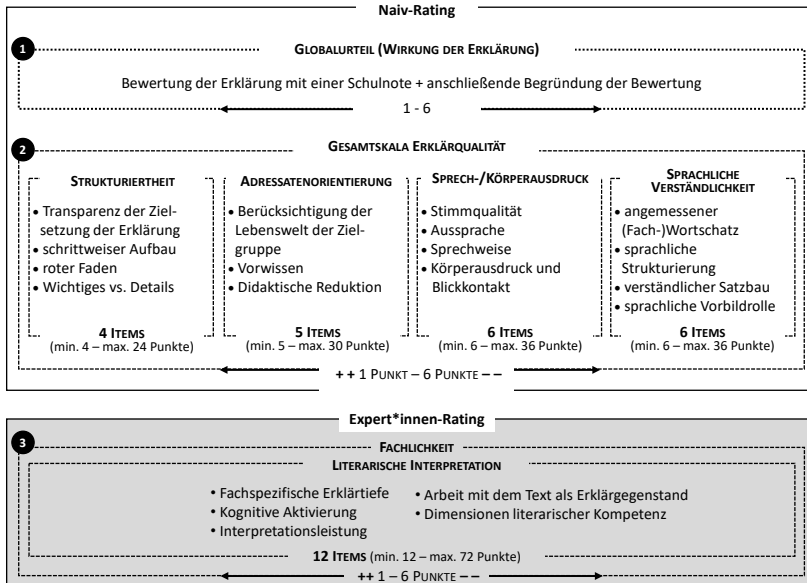 Naiv-Rating
1
GLOBALURTEIL (WIRKUNG DER ERKLÄRUNG)
Bewertung der Erklärung mit einer Schulnote + anschließende Begründung der Bewertung
1 - 6
2
GESAMTSKALA ERKLÄRQUALITÄT
STRUKTURIERTHEIT
• Transparenz der Ziel-
setzung der Erklärung
• schrittweiser Aufbau
• roter Faden
• Wichtiges vs. Details
4 ITEMS
(min. 4 – max. 24 Punkte)
ADRESSATENORIENTIERUNG
• Berücksichtigung der
Lebenswelt der Ziel-
gruppe
• Vorwissen
• Didaktische Reduktion
5 ITEMS
(min. 5 – max. 30 Punkte)
SPRECH-/KÖRPERAUSDRUCK
• Stimmqualität
• Aussprache
• Sprechweise
• Körperausdruck und
Blickkontakt
6 ITEMS
(min. 6 – max. 36 Punkte)
SPRACHLICHE
VERSTÄNDLICHKEIT
• angemessener
(Fach-)Wortschatz
• sprachliche
Strukturierung
• verständlicher Satzbau
• sprachliche Vorbildrolle
6 ITEMS
(min. 6 – max. 36 Punkte)
+ + 1 PUNKT – 6 PUNKTE – –
Expert*innen-Rating
3
FACHLICHKEIT
LITERARISCHE INTERPRETATION
• Fachspezifische Erklärtiefe
• Kognitive Aktivierung
• Interpretationsleistung
• Arbeit mit dem Text als Erklärgegenstand
• Dimensionen literarischer Kompetenz
12 ITEMS (min. 12 – max. 72 Punkte)
++ 1 – 6 PUNKTE – –